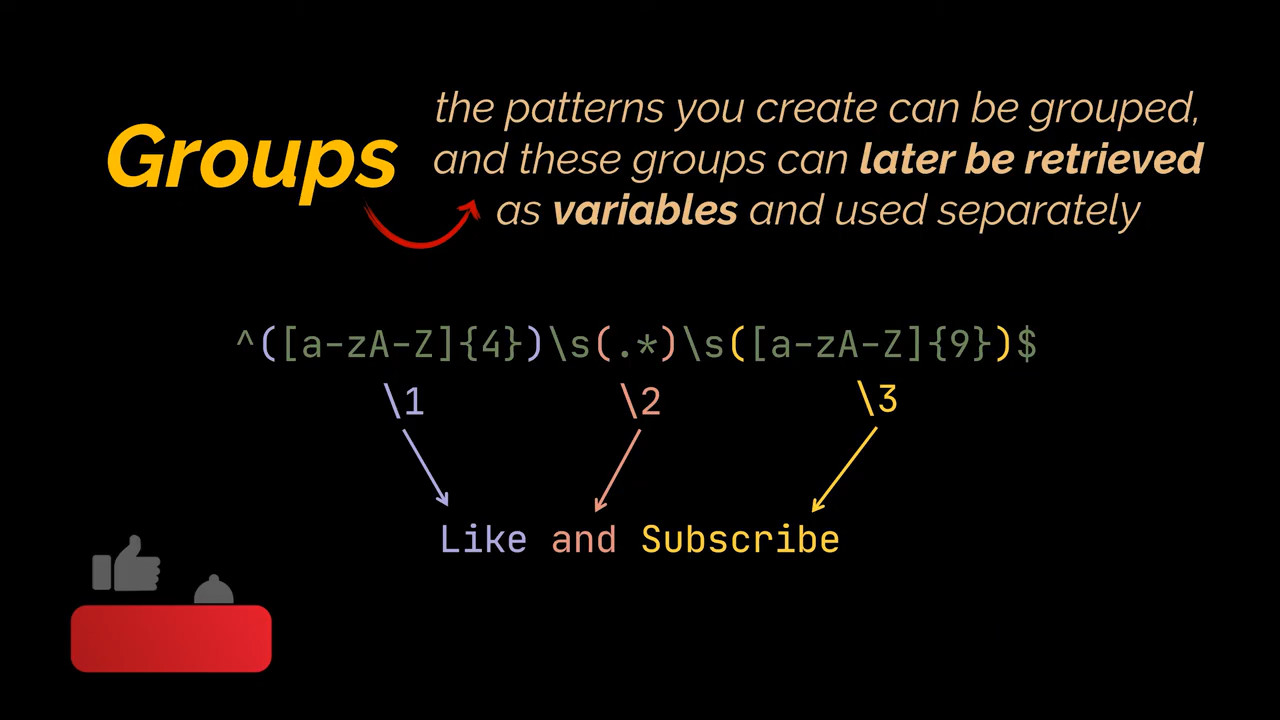 Groups
the patterns you create can be grouped,
and these groups can later be retrieved
as variables and used separately
^([a-zA-Z]{4})\s(.*)\s([a-zA-Z]{9})$
\1 \2 \3
Like and Subscribe